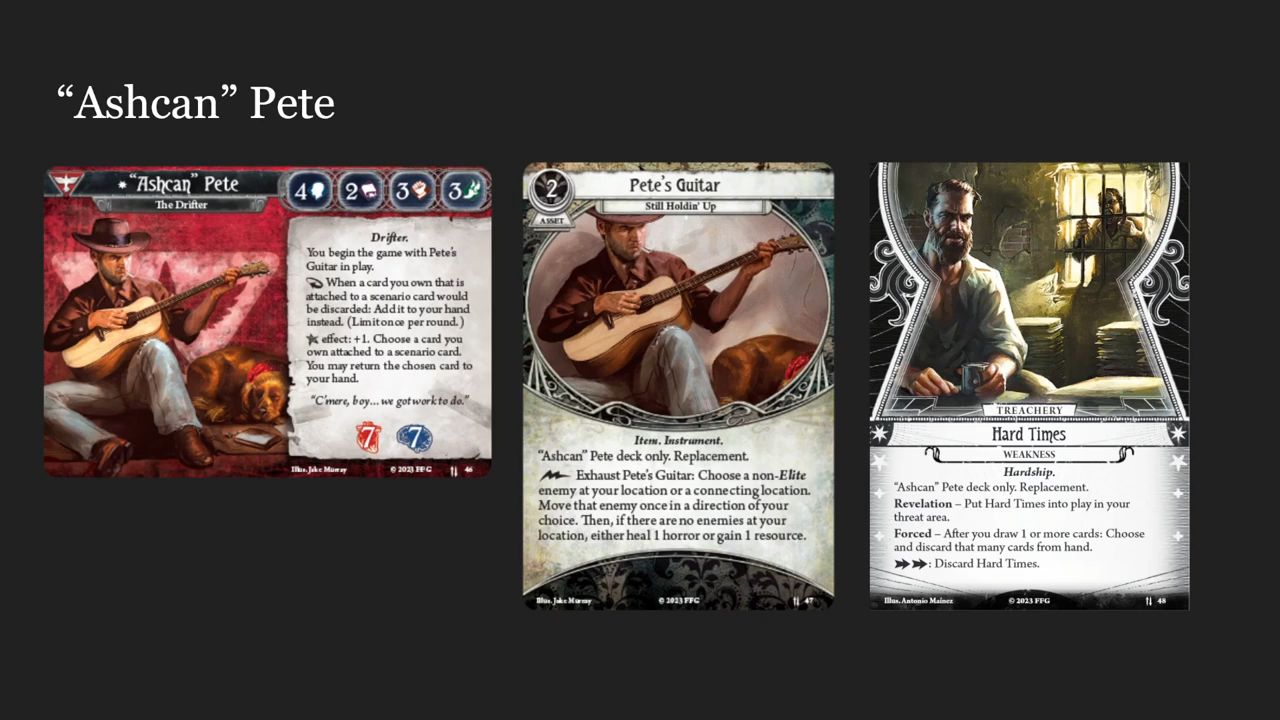 “Ashcan” Pete
“Ashcan” Pete
4 2 3 3
The Drifter
Drifter.
You begin the game with Pete’s
Guitar in play.
When a card you own that is
attached to a scenario card would
be discarded: Add it to your hand
instead. (Limit once per round.)
effect: +1. Choose a card you
own attached to a scenario card.
You may return the chosen card to
your hand.
“C’mere, boy... we got work to do.”
7 7
Illus. Jake Murray © 2023 FFG 46
2
Pete’s Guitar
ASSET
Still Holdin’ Up
Item. Instrument.
“Ashcan” Pete deck only. Replacement.
Exhaust Pete’s Guitar: Choose a non-Elite
enemy at your location or a connecting location.
Move that enemy once in a direction of your
choice. Then, if there are no enemies at your
location, either heal 1 horror or gain 1 resource.
Illus. Jake Murray © 2023 FFG 47
TREACHERY
Hard Times
WEAKNESS
Hardship.
“Ashcan” Pete deck only. Replacement.
Revelation – Put Hard Times into play in your
threat area.
Forced – After you draw 1 or more cards: Choose
and discard that many cards from hand.
: Discard Hard Times.
Illus. Antonio Maínez © 2023 FFG 48